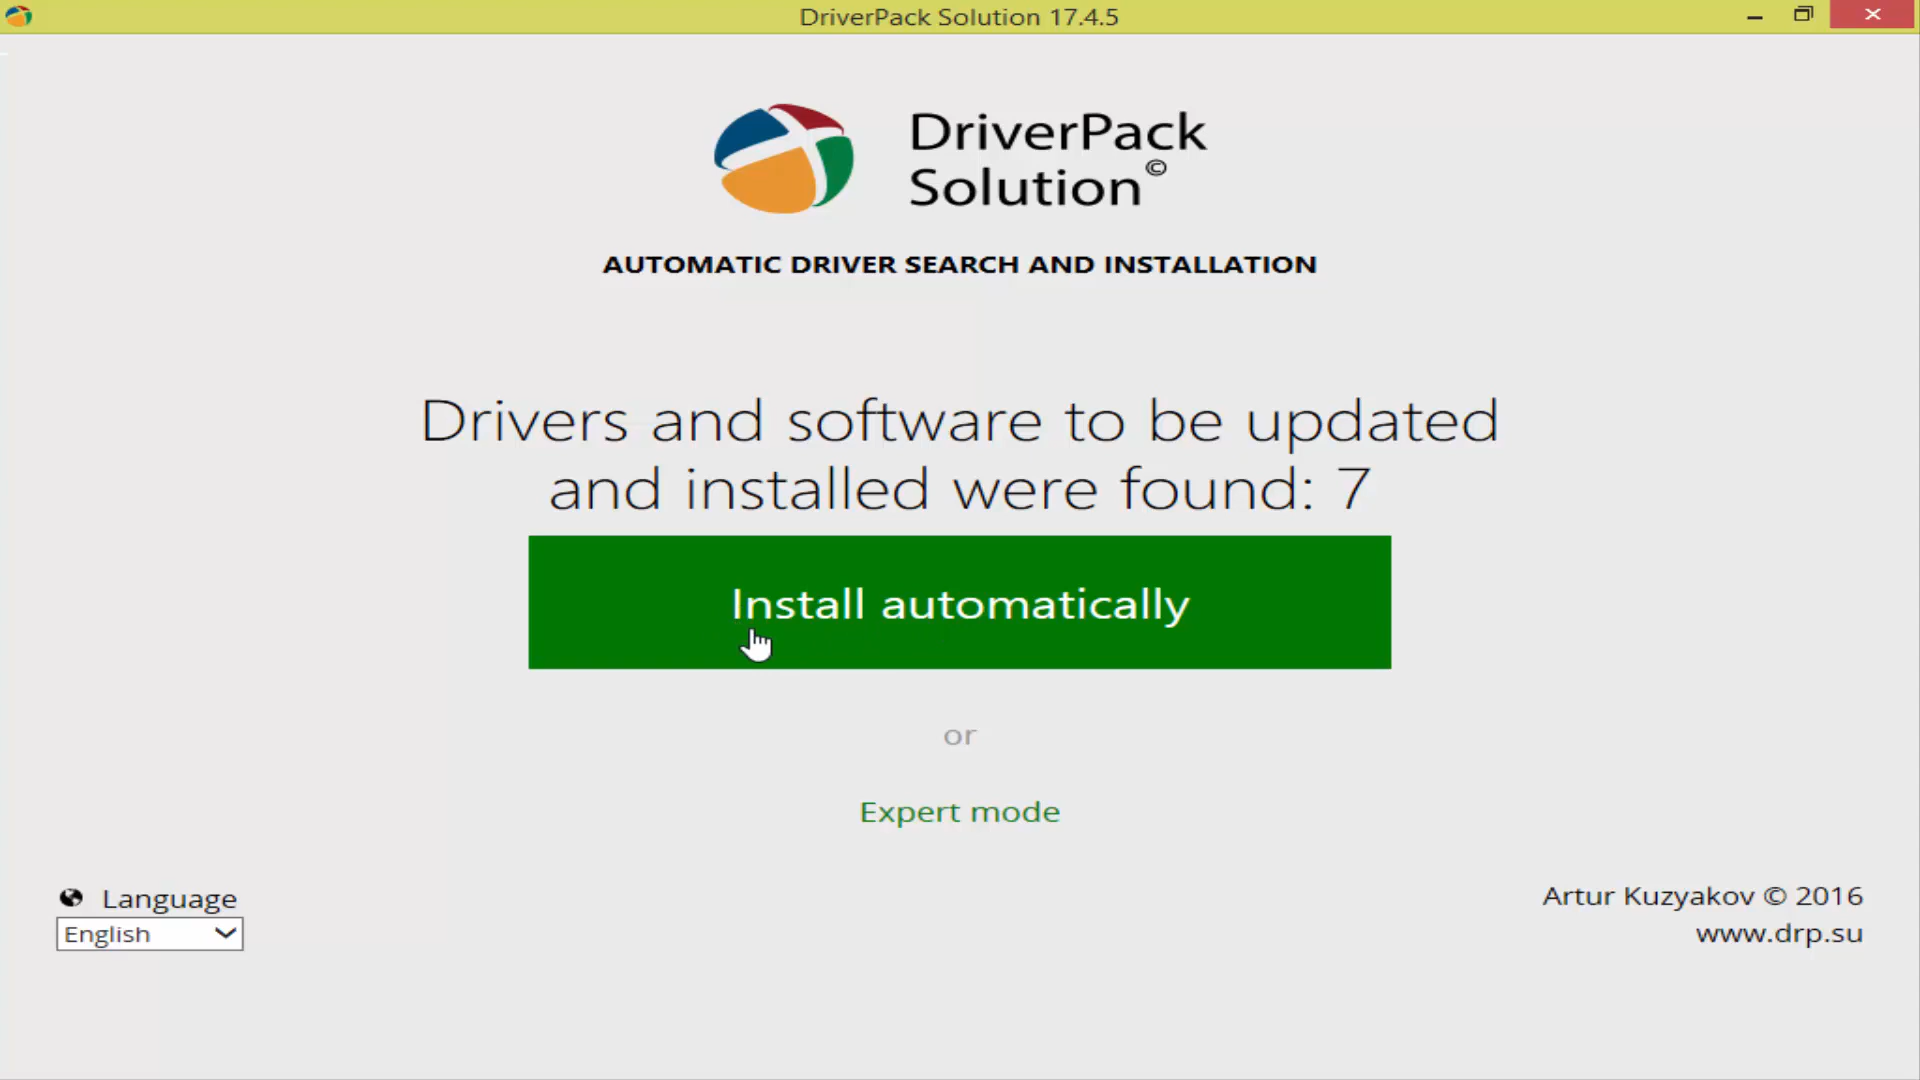 DriverPack Solution 17.4.5
DriverPack
Solution©
AUTOMATIC DRIVER SEARCH AND INSTALLATION
Drivers and software to be updated
and installed were found: 7
Install automatically
or
Expert mode
Language
English
Artur Kuzyakov © 2016
www.drp.su